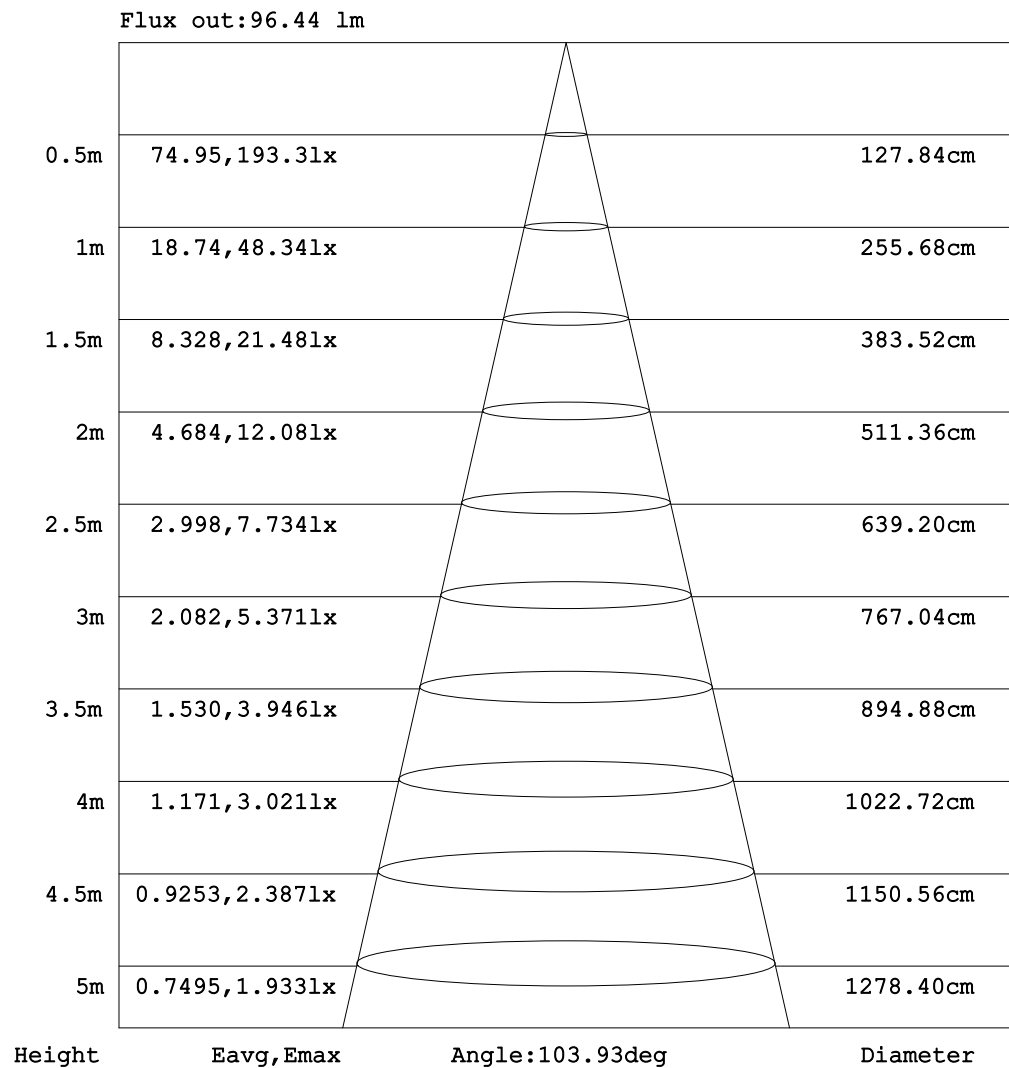 Flux out:96.44 lm
0.5m 74.95,193.3lx 127.84cm
1m 18.74,48.34lx 255.68cm
1.5m 8.328,21.48lx 383.52cm
2m 4.684,12.08lx 511.36cm
2.5m 2.998,7.734lx 639.20cm
3m 2.082,5.371lx 767.04cm
3.5m 1.530,3.946lx 894.88cm
4m 1.171,3.021lx 1022.72cm
4.5m 0.9253,2.387lx 1150.56cm
5m 0.7495,1.933lx 1278.40cm
Height Eavg,Emax Angle:103.93deg Diameter